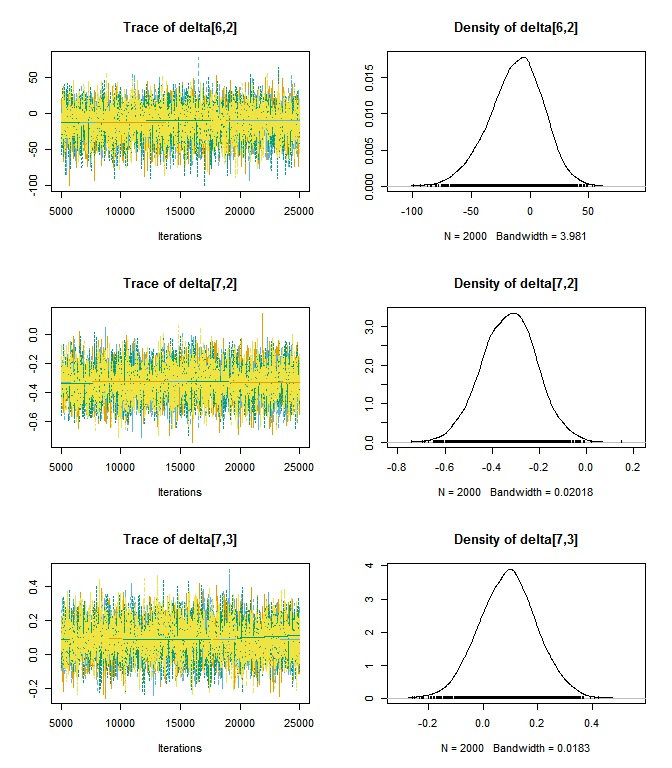 Trace of delta[6,2]
50
0
-50
-100
5000 10000 15000 20000 25000
Iterations
Density of delta[6,2]
0.015
0.010
0.005
0.000
-100 -50 0 50
N = 2000 Bandwidth = 3.981
Trace of delta[7,2]
0.0
-0.2
-0.4
-0.6
5000 10000 15000 20000 25000
Iterations
Density of delta[7,2]
3.0
2.0
1.0
0.0
-0.8 -0.6 -0.4 -0.2 0.0 0.2
N = 2000 Bandwidth = 0.02018
Trace of delta[7,3]
0.4
0.2
0.0
-0.2
5000 10000 15000 20000 25000
Iterations
Density of delta[7,3]
4
3
2
1
0
-0.2 0.0 0.2 0.4
N = 2000 Bandwidth = 0.0183